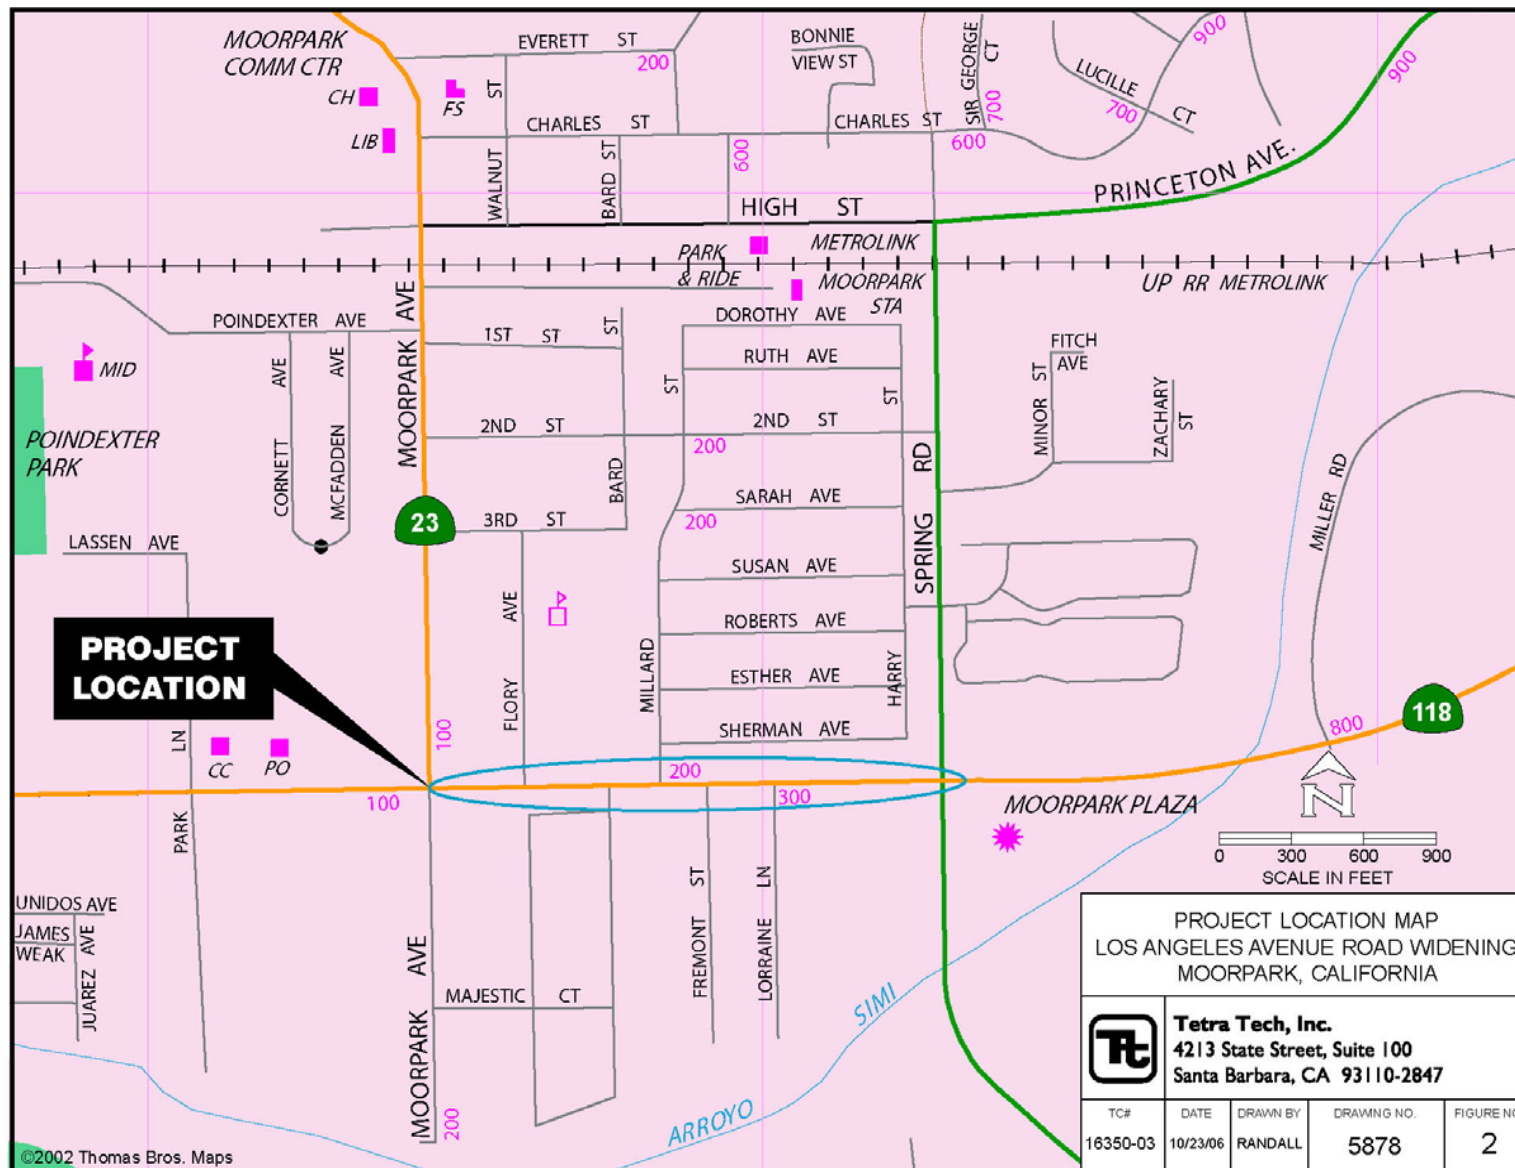 MOORPARK
COMM CTR
EVERETT ST
200
BONNIE
VIEW ST
SIR GEORGE CT
700
900
900
LUCILLE CT
700
CH
FS
LIB
WALNUT ST
CHARLES ST
BARD ST
600
CHARLES ST
600
PRINCETON AVE.
HIGH ST
PARK
& RIDE
METROLINK
MOORPARK
STA
UP RR METROLINK
MOORPARK AVE
POINDEXTER AVE
1ST ST
ST
DOROTHY AVE
RUTH AVE
ST
ST
FITCH
AVE
MINOR ST
ZACHARY
ST
MID
CORNETT AVE
MCFADDEN AVE
POINDEXTER
PARK
2ND ST
2ND ST
200
BARD
SARAH AVE
200
SPRING RD
MILLER RD
23
3RD ST
LASSEN AVE
SUSAN AVE
FLORY AVE
ROBERTS AVE
PROJECT
LOCATION
MILLARD
ESTHER AVE
HARRY
SHERMAN AVE
118
800
LN
CC
PO
100
200
100
300
MOORPARK PLAZA
N
0 300 600 900
SCALE IN FEET
PARK
UNIDOS AVE
JAMES
WEAK
JUAREZ AVE
MOORPARK AVE
200
MAJESTIC CT
FREMONT ST
LORRAINE LN
SIMI
ARROYO
PROJECT LOCATION MAP
LOS ANGELES AVENUE ROAD WIDENING
MOORPARK, CALIFORNIA
Tt
Tetra Tech, Inc.
4213 State Street, Suite 100
Santa Barbara, CA 93110-2847
TC# DATE DRAWN BY DRAWING NO. FIGURE NO
16350-03 10/23/06 RANDALL 5878 2
©2002 Thomas Bros. Maps